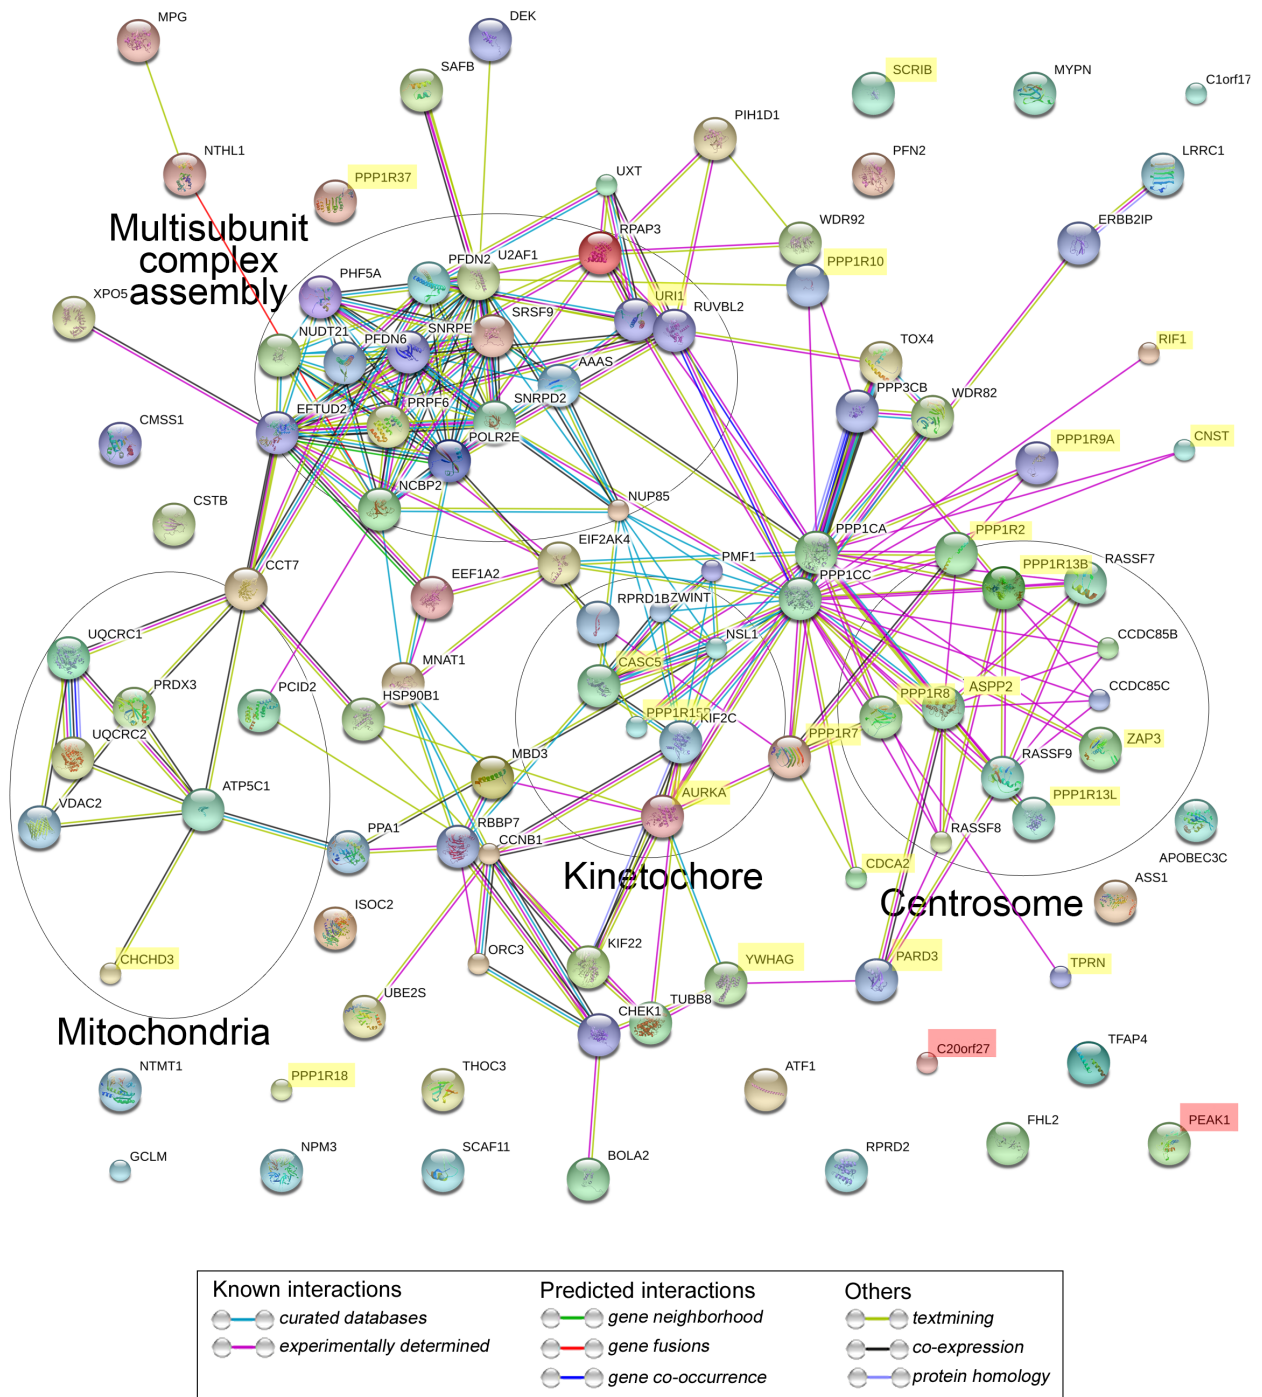 MPG
DEK
SAFB
SCRIB
MYPN
C1orf17
PIH1D1
NTHL1
PPP1R37
UXT
PFN2
LRRC1
Multisubunit
complex
assembly
RPAP3
WDR92
ERBB2IP
PHF5A
PFDN2
U2AF1
PPP1R10
XPO5
URI1
RUVBL2
SRSF9
NUDT21
PFDN6
SNRPE
TOX4
RIF1
AAAS
PPP3CB
WDR82
EFTUD2
PRPF6
SNRPD2
CMSS1
POLR2E
PPP1R9A
CNST
CSTB
NCBP2
NUP85
PPP1CA
PPP1R2
EIF2AK4
PMF1
PPP1CC
PPP1R13B
RASSF7
CCT7
EEF1A2
RPRD1B
ZWINT
UQCRC1
NSL1
CCDC85B
MNAT1
CASC5
PRDX3
PCID2
HSP90B1
PPP1R8
ASPP2
CCDC85C
UQCRC2
PPP1R15B
KIF2C
PPP1R7
ZAP3
MBD3
RASSF9
VDAC2
ATP5C1
AURKA
PPP1R13L
PPA1
RBBP7
CCNB1
RASSF8
APOBEC3C
Kinetochore
CDCA2
Centrosome
ASS1
ISOC2
CHCHD3
ORC3
KIF22
YWHAG
PARD3
TPRN
UBE2S
CHEK1
TUBB8
Mitochondria
NTMT1
PPP1R18
THOC3
ATF1
C20orf27
TFAP4
GCLM
NPM3
SCAF11
BOLA2
RPRD2
FHL2
PEAK1
Known interactions
curated databases
experimentally determined
Predicted interactions
gene neighborhood
gene fusions
gene co-occurrence
Others
textmining
co-expression
protein homology